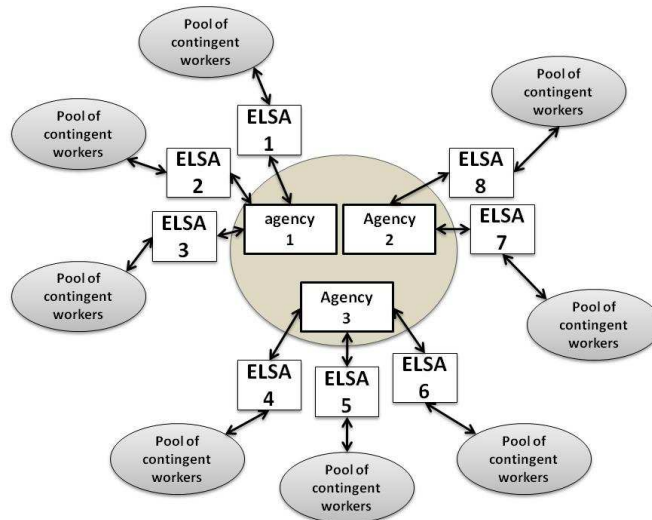 Pool of
contingent
workers
Pool of
contingent
workers
Pool of
contingent
workers
ELSA
1
ELSA
2
ELSA
8
agency
1
Agency
2
ELSA
3
ELSA
7
Pool of
contingent
workers
Agency
3
Pool of
contingent
workers
ELSA
4
ELSA
5
ELSA
6
Pool of
contingent
workers
Pool of
contingent
workers
Pool of
contingent
workers